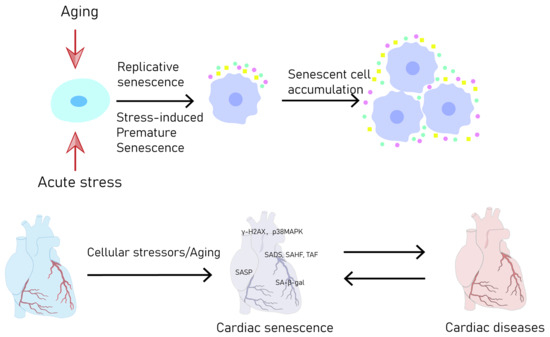 Aging
Replicative
senescence
Stress-induced
Premature
Senescence
Senescent cell
accumulation
Acute stress
Cellular stressors/Aging
γ-H2AX, p38MAPK
SADS, SAHF, TAF
SASP
SA-β-gal
Cardiac senescence
Cardiac diseases